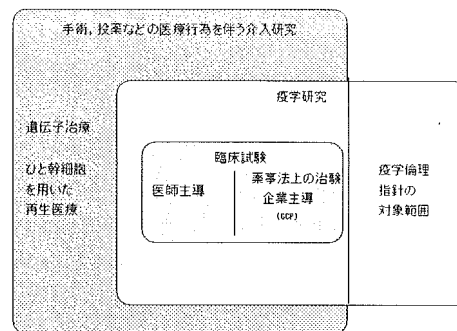 手術，投薬などの医療行為を伴う介入研究
疫学研究
遺伝子治療
ひと幹細胞
を用いた
再生医療
臨床試験
医師主導
薬事法上の治験
企業主導
(GCP)
疫学倫理
指針の
対象範囲